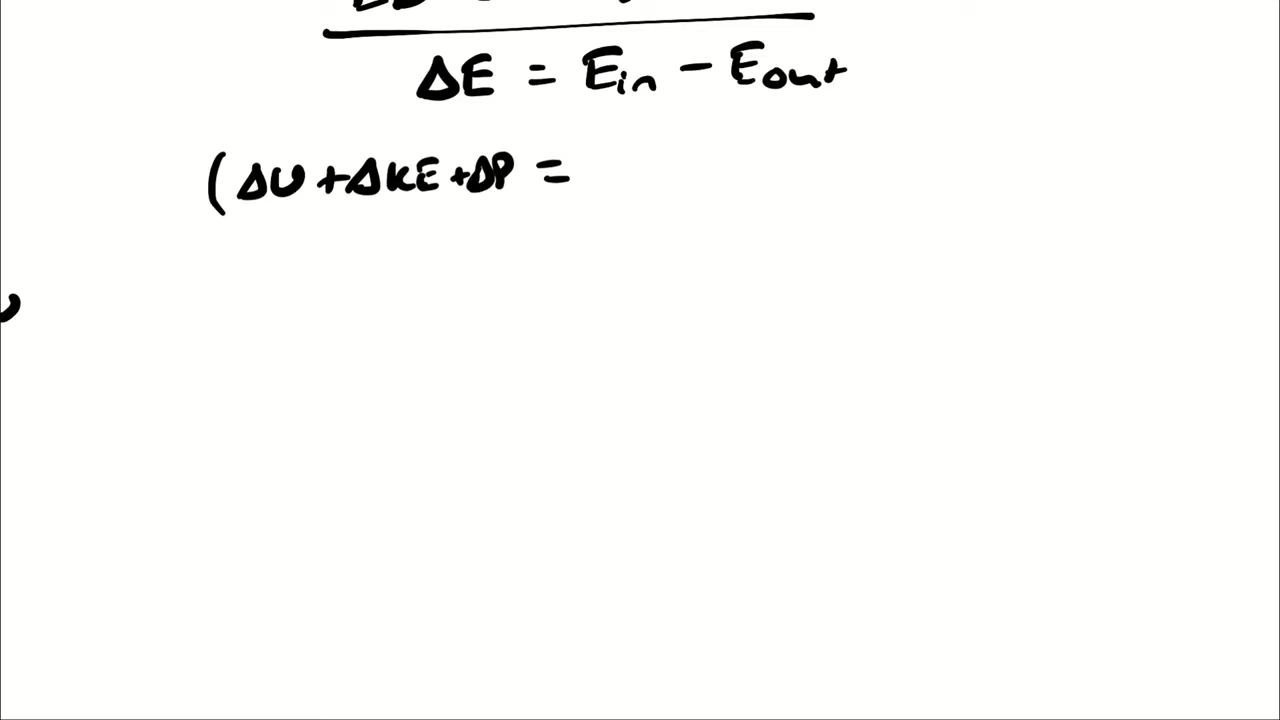 ΔE = Ein - Eout
(ΔU + ΔKE + ΔP =